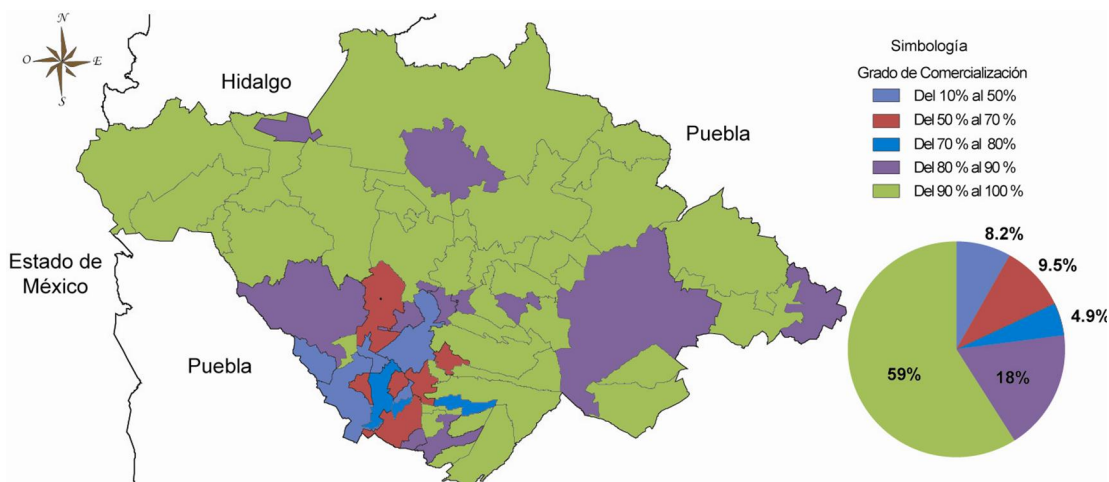 N
O
E
S
Hidalgo
Puebla
Estado de
México
Puebla
Simbología
Grado de Comercialización
Del 10% al 50%
Del 50 % al 70 %
Del 70 % al 80%
Del 80 % al 90 %
Del 90 % al 100 %
8.2%
9.5%
4.9%
18%
59%